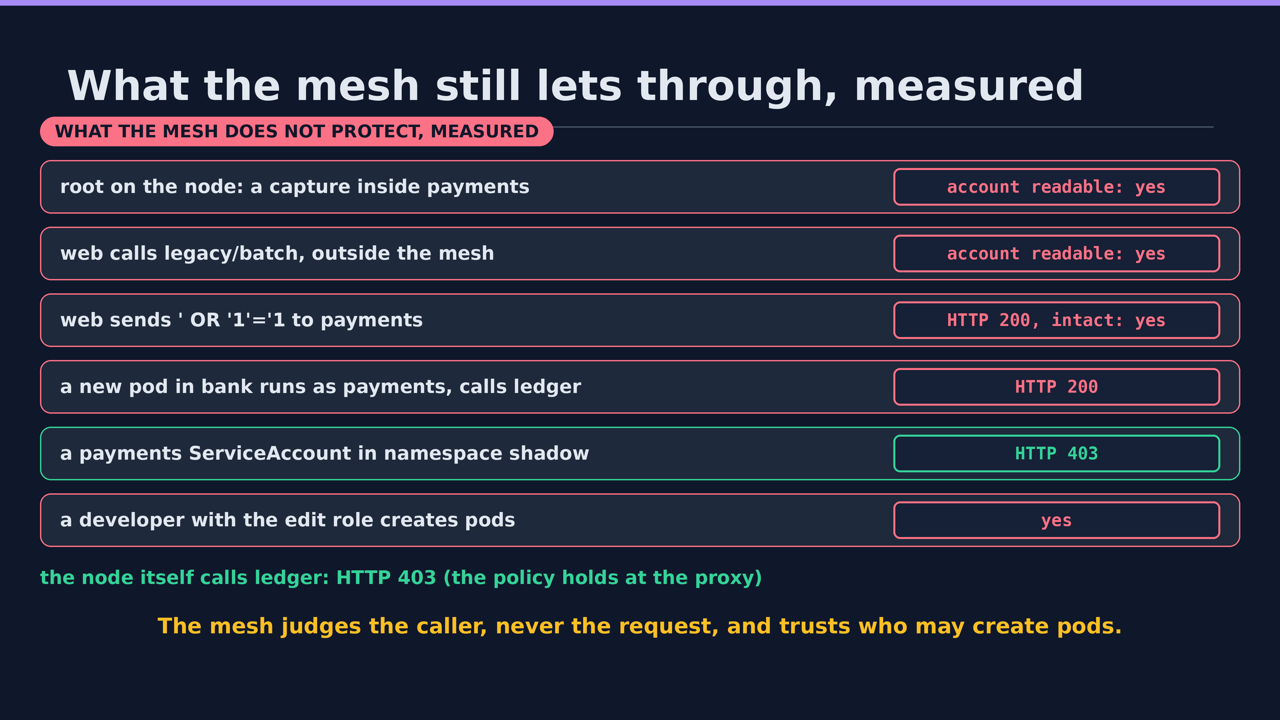 What the mesh still lets through, measured
WHAT THE MESH DOES NOT PROTECT, MEASURED
root on the node: a capture inside payments
account readable: yes
web calls legacy/batch, outside the mesh
account readable: yes
web sends ' OR '1'='1 to payments
HTTP 200, intact: yes
a new pod in bank runs as payments, calls ledger
HTTP 200
a payments ServiceAccount in namespace shadow
HTTP 403
a developer with the edit role creates pods
yes
the node itself calls ledger: HTTP 403 (the policy holds at the proxy)
The mesh judges the caller, never the request, and trusts who may create pods.